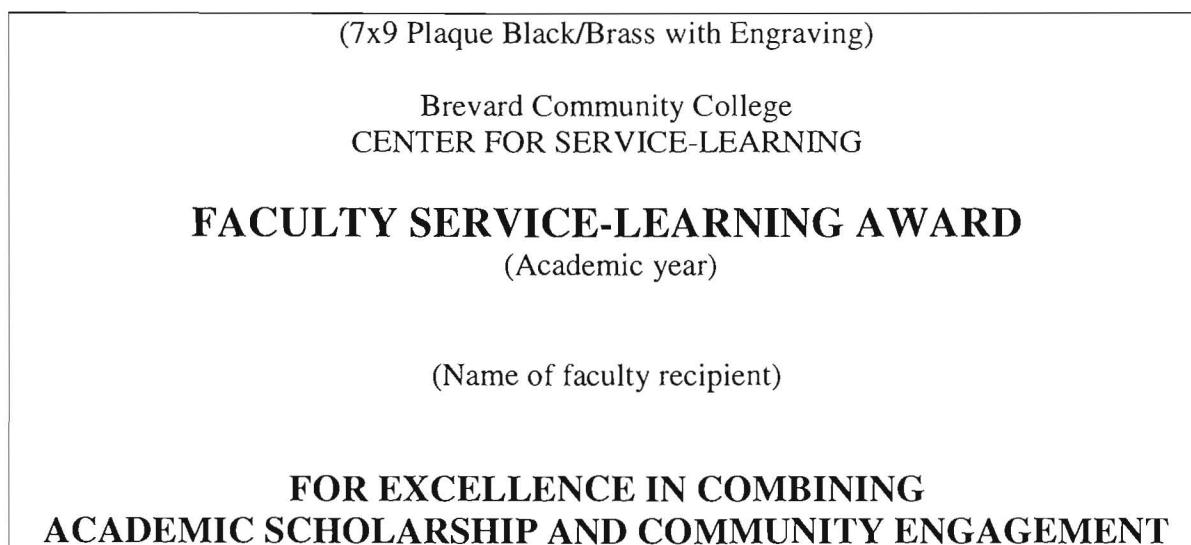 (7x9 Plaque Black/Brass with Engraving)
Brevard Community College
CENTER FOR SERVICE-LEARNING
FACULTY SERVICE-LEARNING AWARD
(Academic year)
(Name of faculty recipient)
FOR EXCELLENCE IN COMBINING
ACADEMIC SCHOLARSHIP AND COMMUNITY ENGAGEMENT